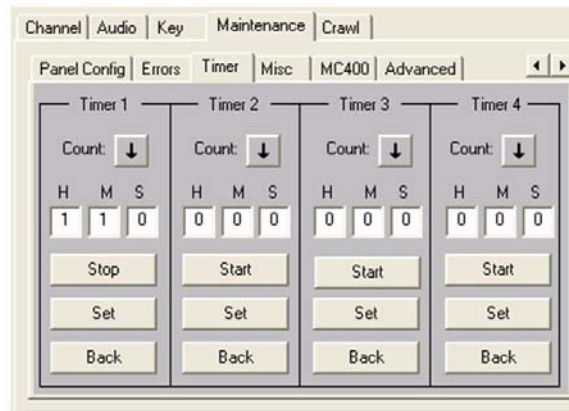 Channel Audio Key Maintenance Crawl
Panel Config Errors Timer Misc MC400 Advanced
Timer 1 Timer 2 Timer 3 Timer 4
Count: Count: Count: Count:
H M S H M S H M S H M S
1 1 0 0 0 0 0 0 0 0 0 0
Stop Start Start Start
Set Set Set Set
Back Back Back Back